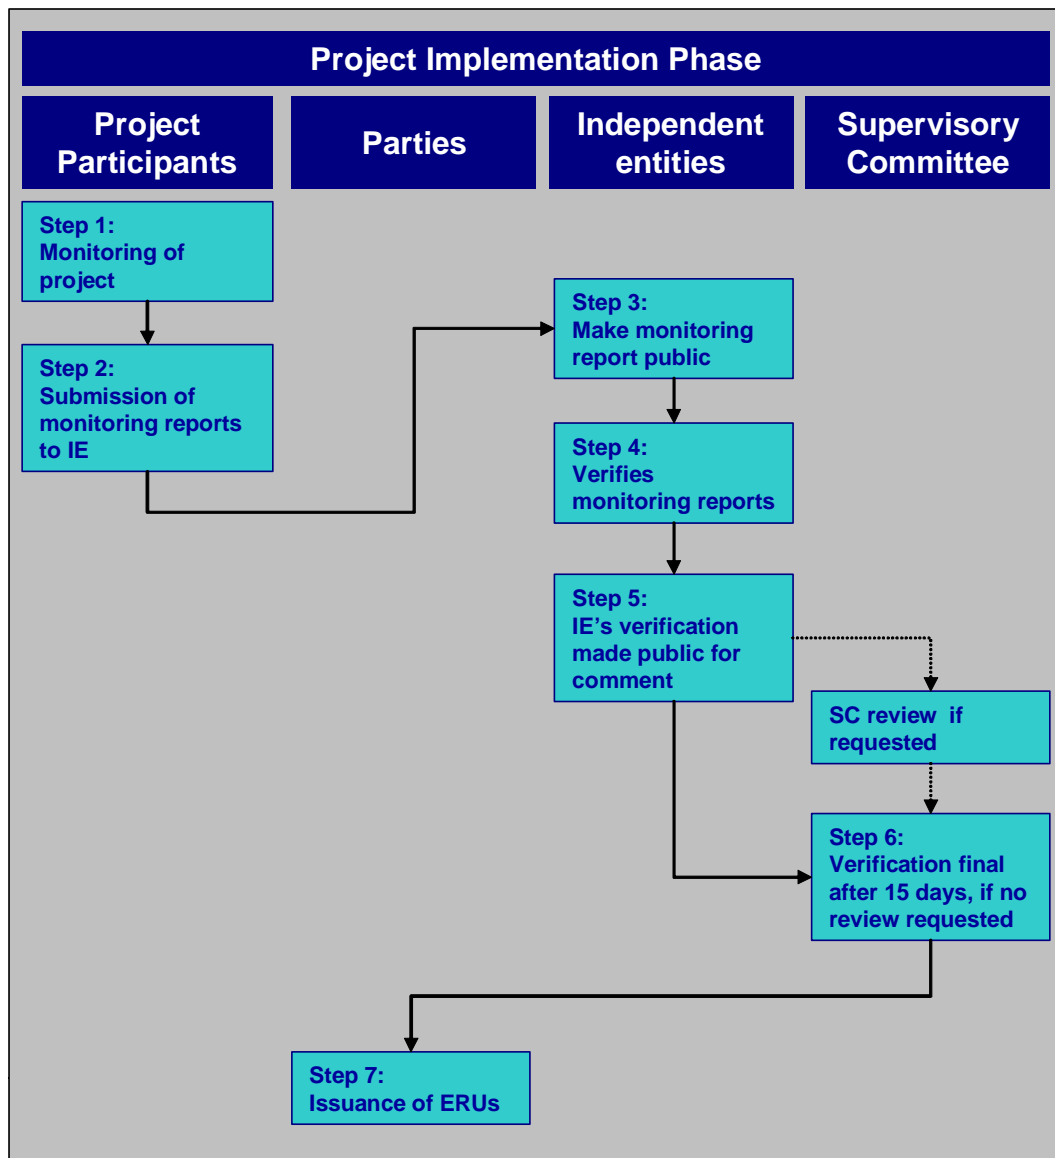 Project Implementation Phase
Project
Participants
Parties
Independent
entities
Supervisory
Committee
Step 1:
Monitoring of
project
Step 2:
Submission of
monitoring reports
to IE
Step 3:
Make monitoring
report public
Step 4:
Verifies
monitoring reports
Step 5:
IE’s verification
made public for
comment
SC review  if
requested
Step 6:
Verification final
after 15 days, if no
review requested
Step 7:
Issuance of ERUs